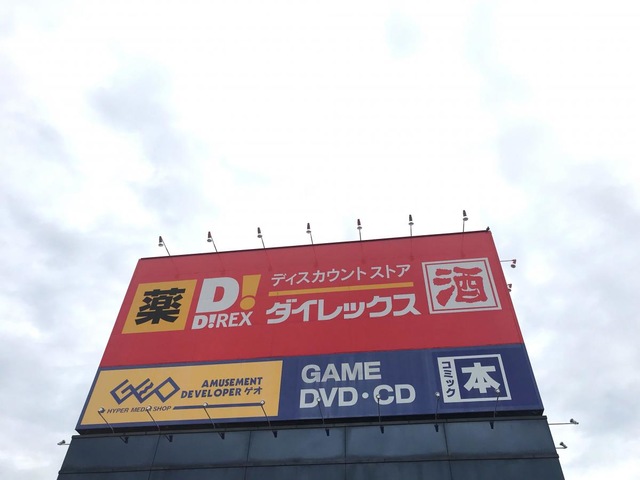 薬
D!
D!REX
ディスカウント ストア
ダイレックス
酒
GEO
HYPER MEDIA SHOP
AMUSEMENT
DEVELOPER ゲオ
GAME
DVD・CD
コミック
本